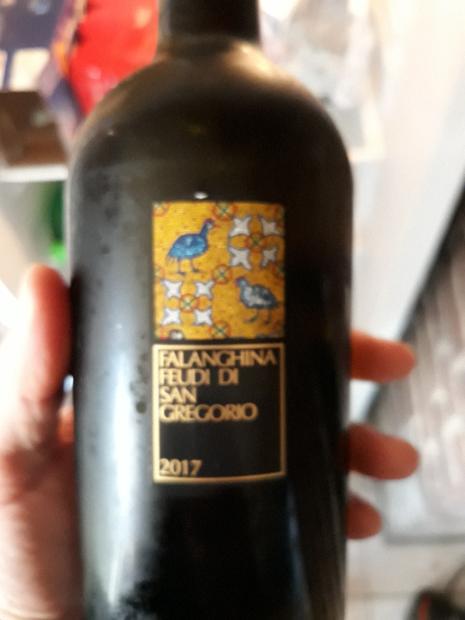 FALANGHINA
FEUDI DI
SAN
GREGORIO
2017